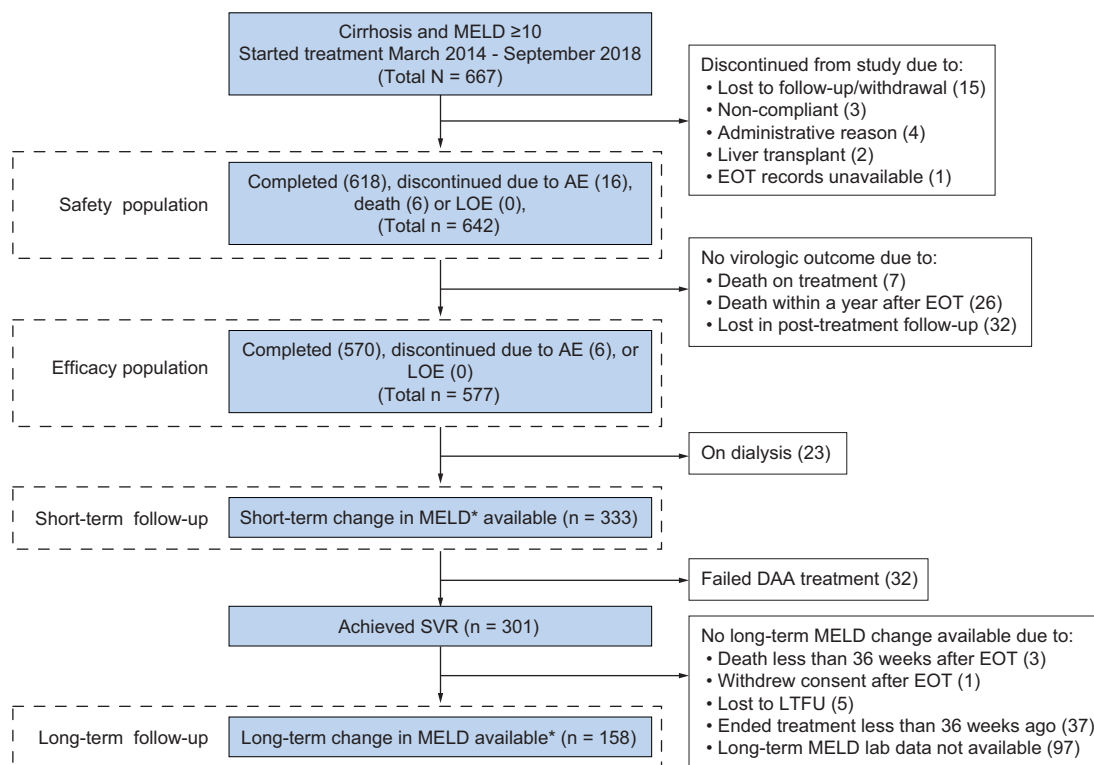 Cirrhosis and MELD ≥10
Started treatment March 2014 - September 2018
(Total N = 667)
Discontinued from study due to:
• Lost to follow-up/withdrawal (15)
• Non-compliant (3)
• Administrative reason (4)
• Liver transplant (2)
• EOT records unavailable (1)
Safety population
Completed (618), discontinued due to AE (16),
death (6) or LOE (0),
(Total n = 642)
No virologic outcome due to:
• Death on treatment (7)
• Death within a year after EOT (26)
• Lost in post-treatment follow-up (32)
Efficacy population
Completed (570), discontinued due to AE (6), or
LOE (0)
(Total n = 577)
On dialysis (23)
Short-term follow-up
Short-term change in MELD* available (n = 333)
Failed DAA treatment (32)
Achieved SVR (n = 301)
No long-term MELD change available due to:
• Death less than 36 weeks after EOT (3)
• Withdrew consent after EOT (1)
• Lost to LTFU (5)
• Ended treatment less than 36 weeks ago (37)
• Long-term MELD lab data not available (97)
Long-term follow-up
Long-term change in MELD available* (n = 158)